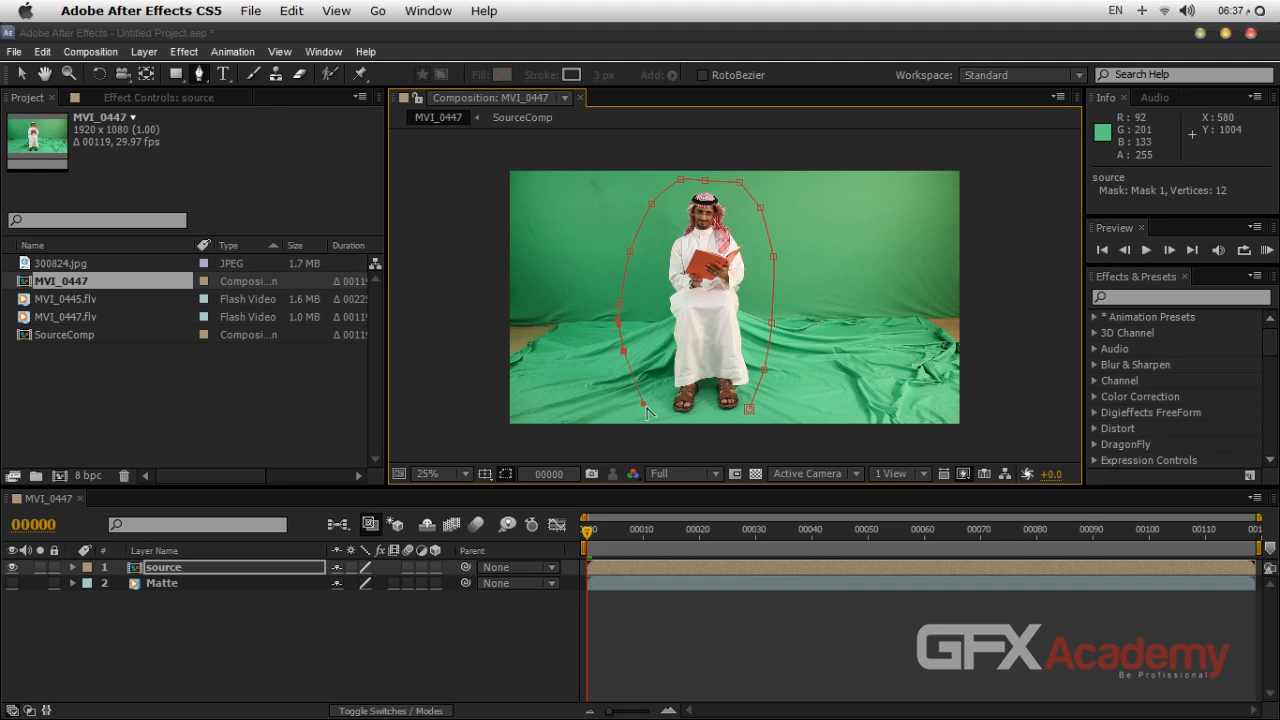 Adobe After Effects CS5 File Edit View Go Window Help EN 06:37 م
Adobe After Effects - Untitled Project.aep *
File Edit Composition Layer Effect Animation View Window Help
Fill: Stroke: 3 px Add: RotoBezier Workspace: Standard Search Help
Project Effect Controls: source
MVI_0447
1920 x 1080 (1.00)
Δ 00119, 29.97 fps
Name Type Size Duration
300824.jpg JPEG 1.7 MB
MVI_0447 Composi...n Δ 0011
MVI_0445.flv Flash Video 1.6 MB Δ 0022
MVI_0447.flv Flash Video 1.0 MB Δ 0011
SourceComp Composi...n Δ 0011
8 bpc
Composition: MVI_0447
MVI_0447 SourceComp
25% 00000 Full Active Camera 1 View +0.0
Info Audio
R : 92 X : 580
G : 201 Y : 1004
B : 133
A : 255
source
Mask: Mask 1, Vertices: 12
Preview
Effects & Presets
* Animation Presets
3D Channel
Audio
Blur & Sharpen
Channel
Color Correction
Digieffects FreeForm
Distort
DragonFly
Expression Controls
MVI_0447
00000
00010 00020 00030 00040 00050 00060 00070 00080 00090 00100 00110
# Layer Name Parent
1 source None
2 Matte None
Toggle Switches / Modes
GFX Academy
Be Profissional